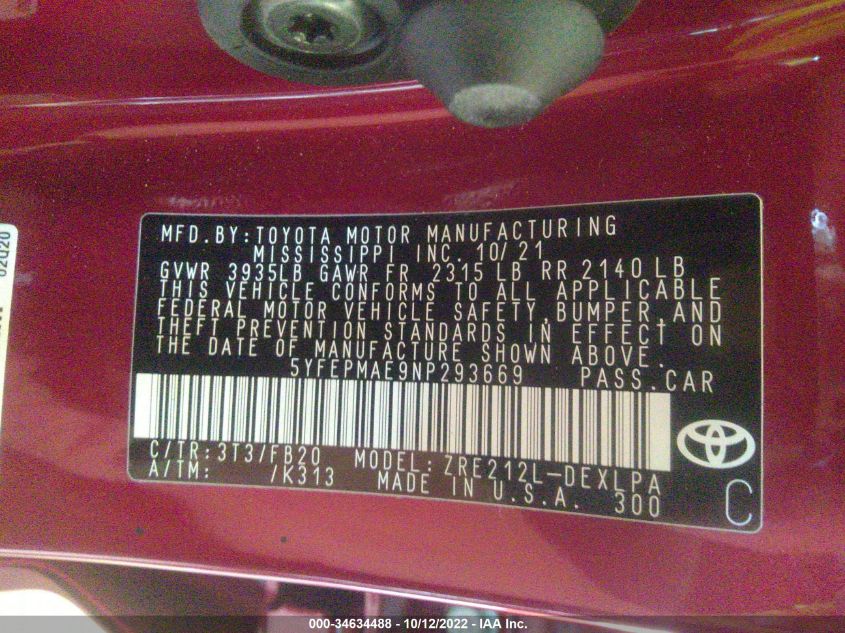 MFD.BY:TOYOTA MOTOR MANUFACTURING
MISSISSIPPI INC. 10/21
GVWR 3935LB GAWR FR 2315 LB RR 2140 LB
THIS VEHICLE CONFORMS TO ALL APPLICABLE
FEDERAL MOTOR VEHICLE SAFETY, BUMPER, AND
THEFT PREVENTION STANDARDS IN EFFECT ON
THE DATE OF MANUFACTURE SHOWN ABOVE.
5YFEPMAE9NP293669 PASS.CAR
C/TR:3T3/FB20 MODEL:ZRE212L-DEXLPA
A/TM: /K313 MADE IN U.S.A. 300
C
02U20
000-34634488 - 10/12/2022 - IAA Inc.